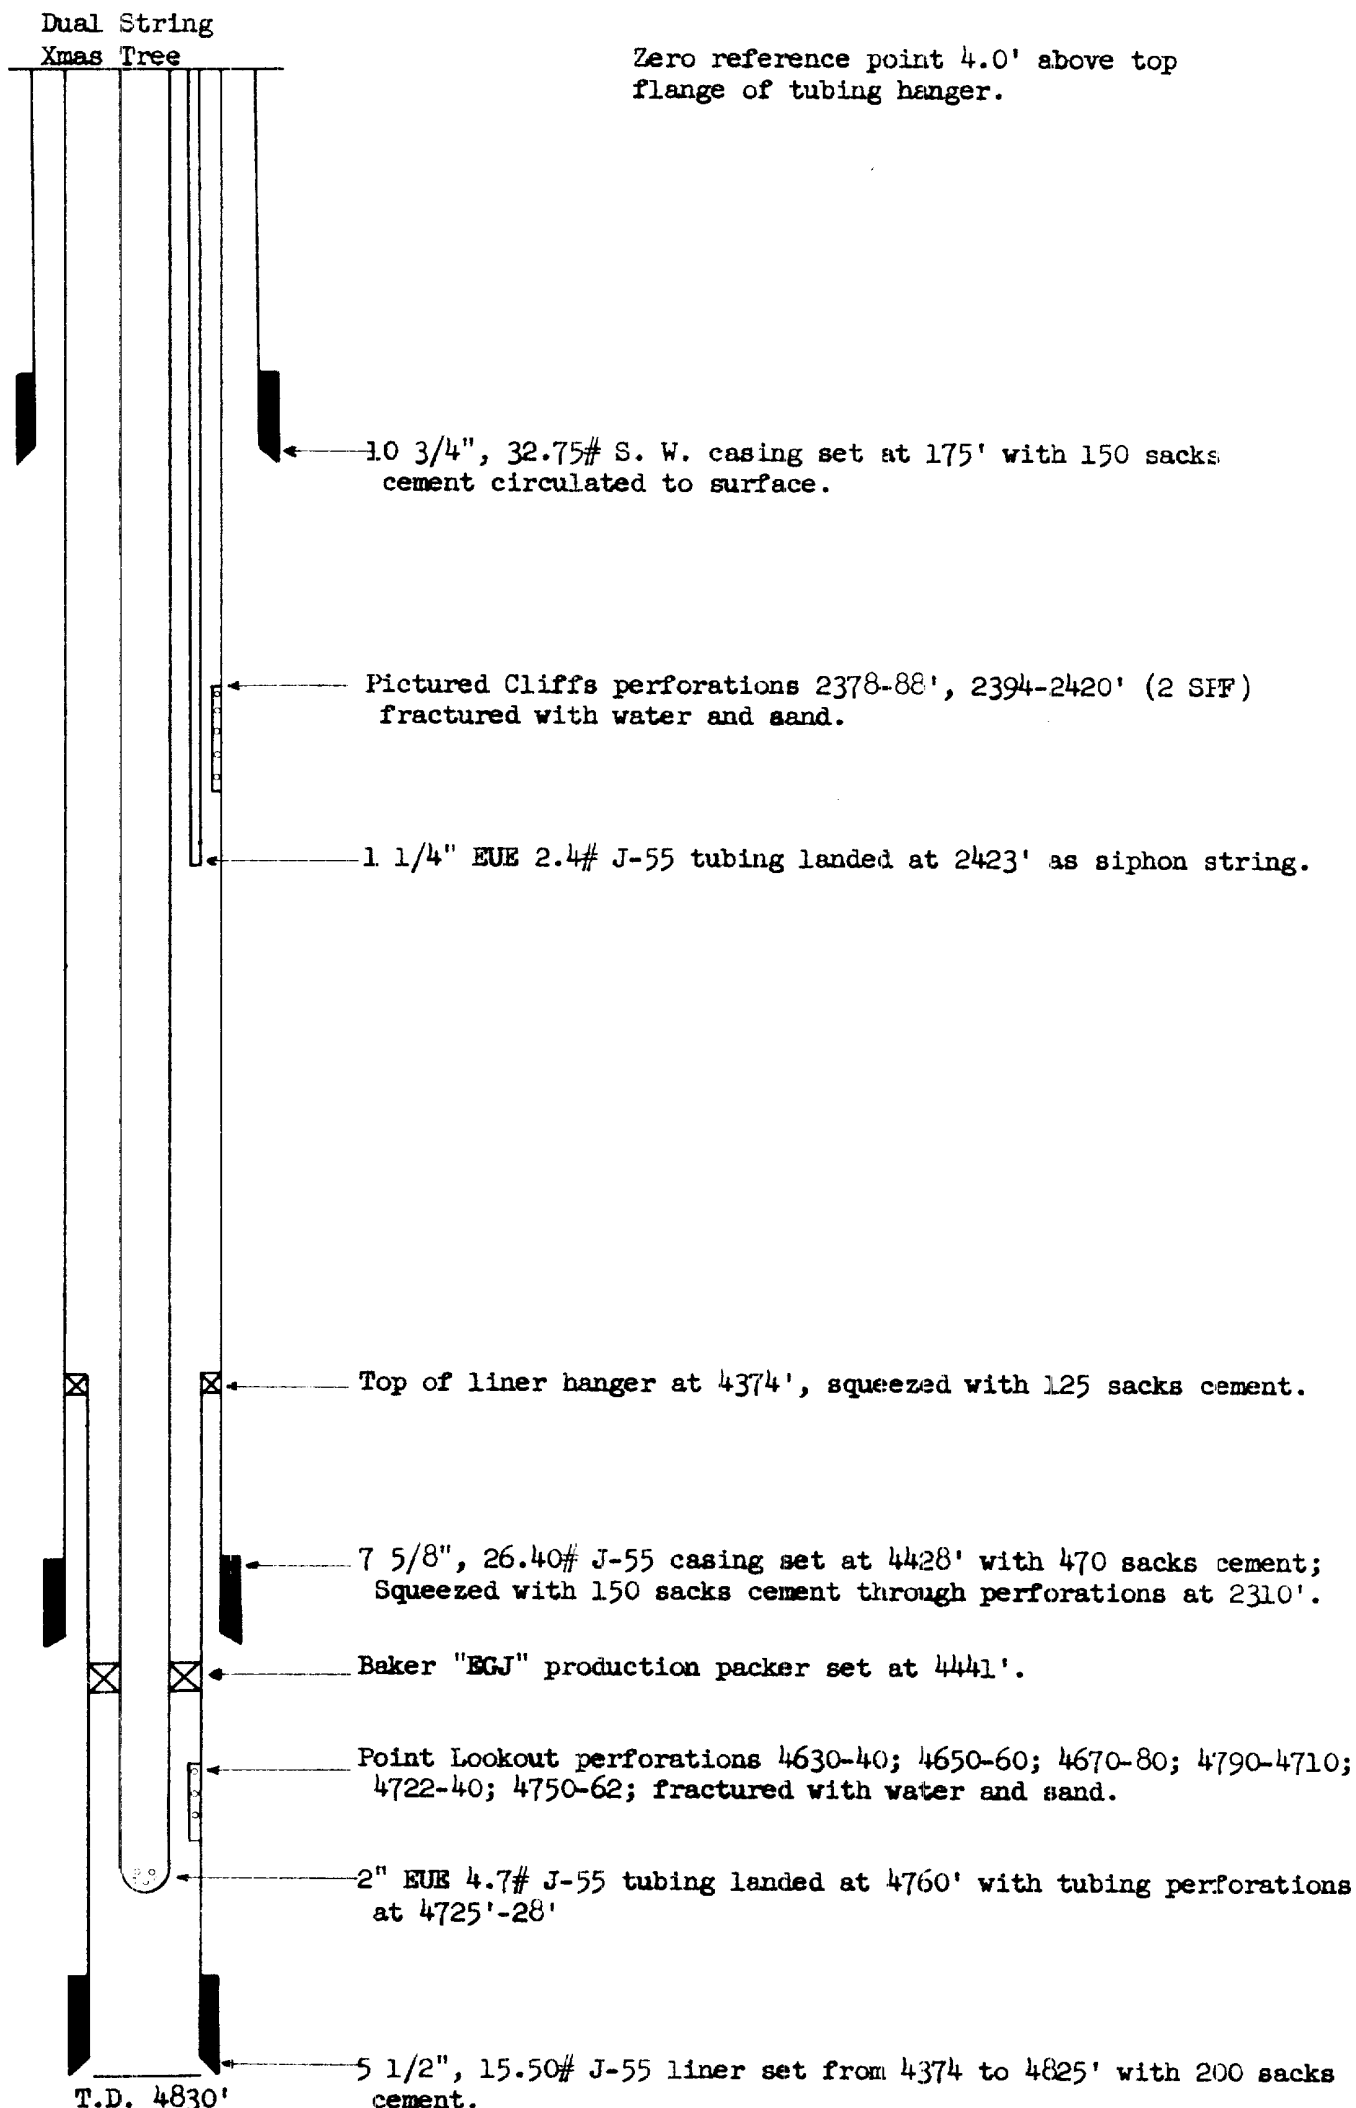 Dual String
Xmas Tree
Zero reference point 4.0' above top
flange of tubing hanger.
10 3/4", 32.75# S. W. casing set at 175' with 150 sacks
cement circulated to surface.
Pictured Cliffs perforations 2378-88', 2394-2420' (2 SPF)
fractured with water and sand.
1 1/4" EUE 2.4# J-55 tubing landed at 2423' as siphon string.
Top of liner hanger at 4374', squeezed with 125 sacks cement.
7 5/8", 26.40# J-55 casing set at 4428' with 470 sacks cement;
Squeezed with 150 sacks cement through perforations at 2310'.
Baker "EGJ" production packer set at 4441'.
Point Lookout perforations 4630-40; 4650-60; 4670-80; 4790-4710;
4722-40; 4750-62; fractured with water and sand.
2" EUE 4.7# J-55 tubing landed at 4760' with tubing perforations
at 4725'-28'
5 1/2", 15.50# J-55 liner set from 4374 to 4825' with 200 sacks
cement.
T.D. 4830'